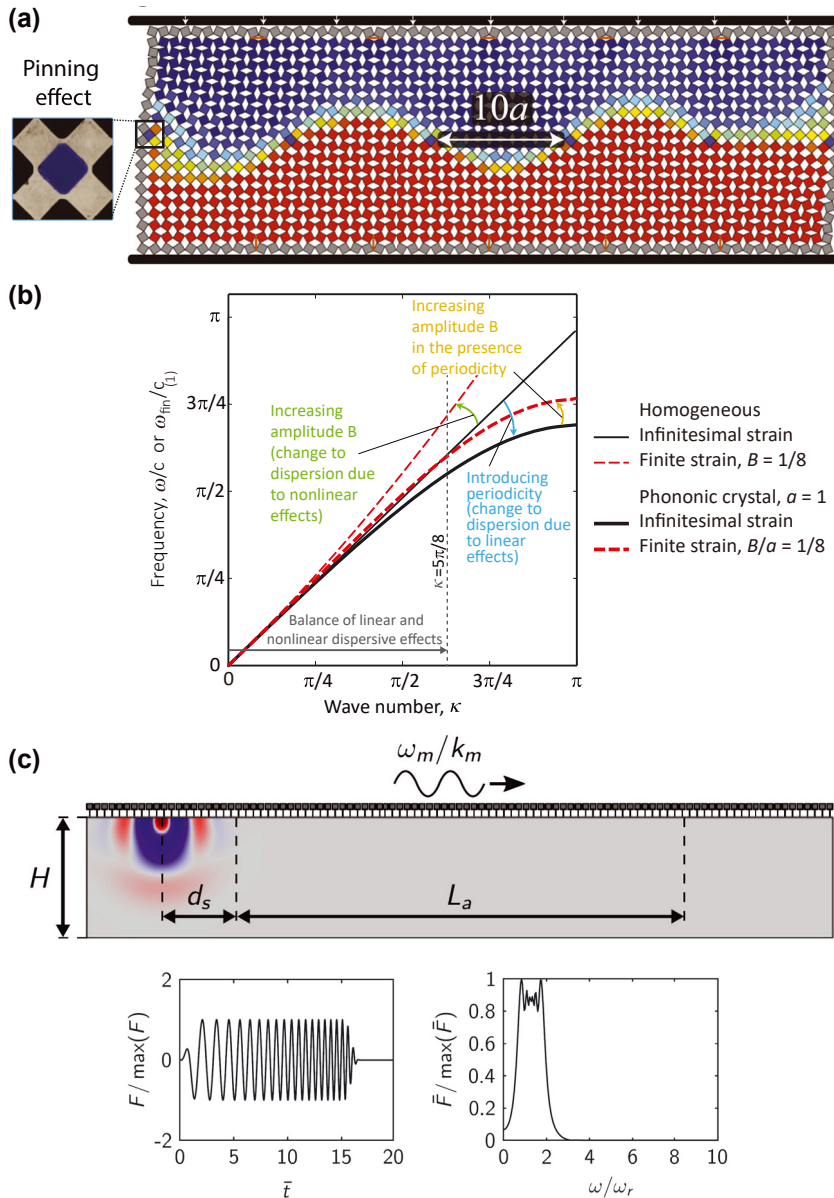 (a)
Pinning
effect
10a
(b)
Frequency, ω/c or ω_fin/c_(1)
π
3π/4
π/2
π/4
0
0
π/4
π/2
3π/4
π
Wave number, κ
Increasing
amplitude B
in the presence
of periodicity
Increasing
amplitude B
(change to
dispersion due
to nonlinear
effects)
Introducing
periodicity
(change to
dispersion due
to linear
effects)
κ=5π/8
Balance of linear and
nonlinear dispersive effects
Homogeneous
Infinitesimal strain
Finite strain, B = 1/8
Phononic crystal, a = 1
Infinitesimal strain
Finite strain, B/a = 1/8
(c)
ω_m/k_m
H
d_s
L_a
F / max(F)
2
0
-2
0
5
10
15
20
t̄
F̄ / max(F̄)
1
0.8
0.6
0.4
0.2
0
0
2
4
6
8
10
ω/ω_r